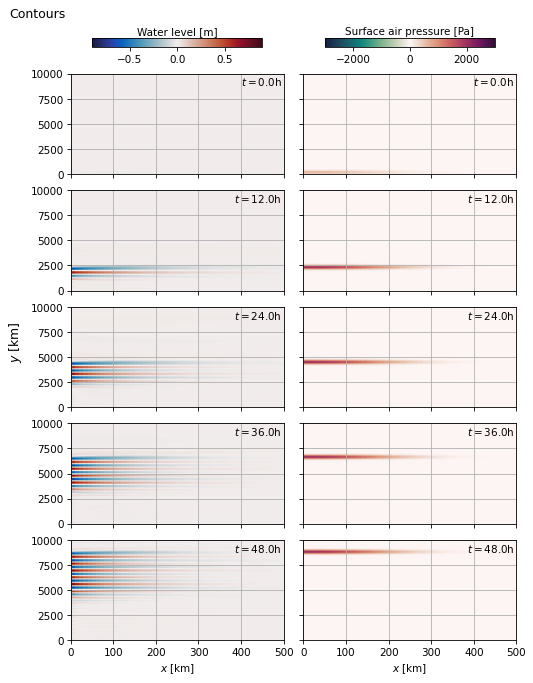 Contours
Water level [m]
−0.5 0.0 0.5
Surface air pressure [Pa]
−2000 0 2000
10000
7500
5000
2500
0
t = 0.0h
t = 0.0h
10000
7500
5000
2500
0
t = 12.0h
t = 12.0h
10000
7500
5000
2500
0
t = 24.0h
t = 24.0h
y [km]
10000
7500
5000
2500
0
t = 36.0h
t = 36.0h
10000
7500
5000
2500
0
t = 48.0h
t = 48.0h
0 100 200 300 400 500
x [km]
0 100 200 300 400 500
x [km]